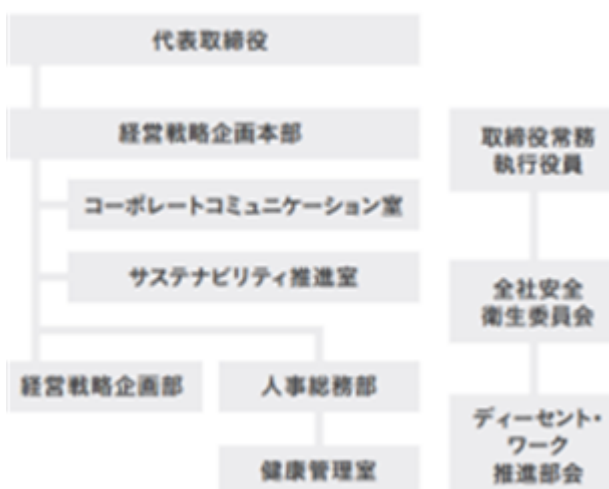 代表取締役
経営戦略企画本部
コーポレートコミュニケーション室
サステナビリティ推進室
経営戦略企画部
人事総務部
健康管理室
取締役常務
執行役員
全社安全
衛生委員会
ディーセント・
ワーク
推進部会